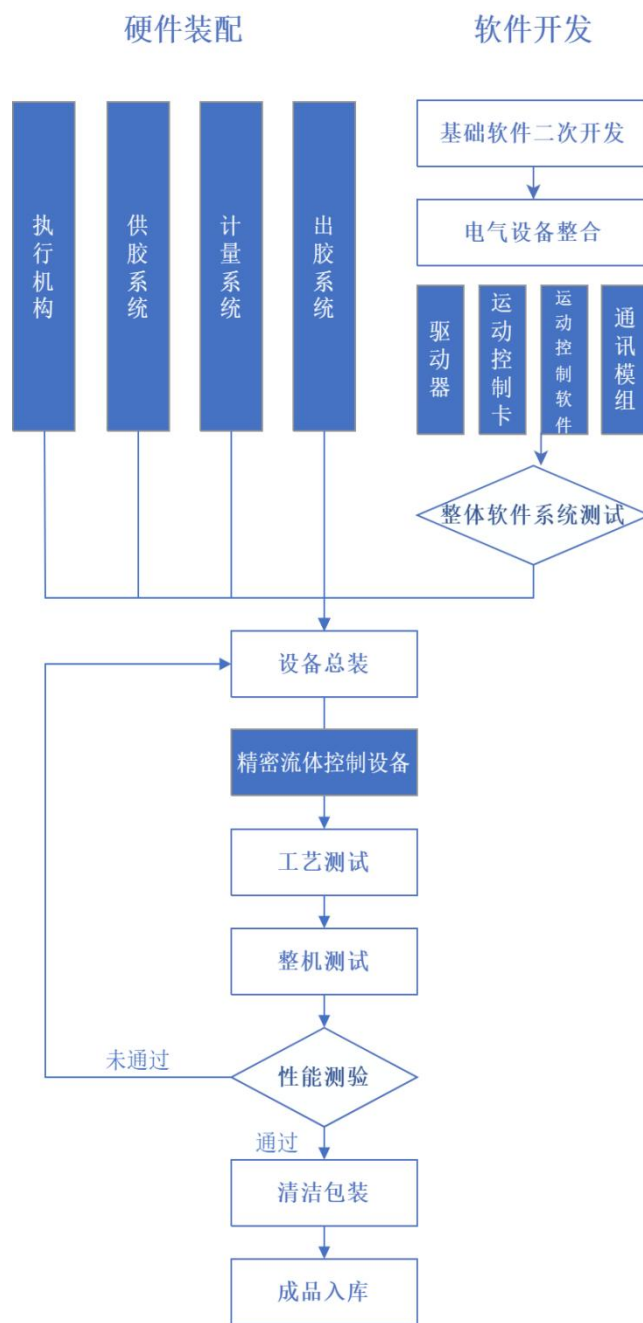 硬件装配
软件开发
执行机构
供胶系统
计量系统
出胶系统
基础软件二次开发
电气设备整合
驱动器
运动控制卡
运动控制软件
通讯模组
整体软件系统测试
设备总装
精密流体控制设备
工艺测试
整机测试
未通过
性能测验
通过
清洁包装
成品入库